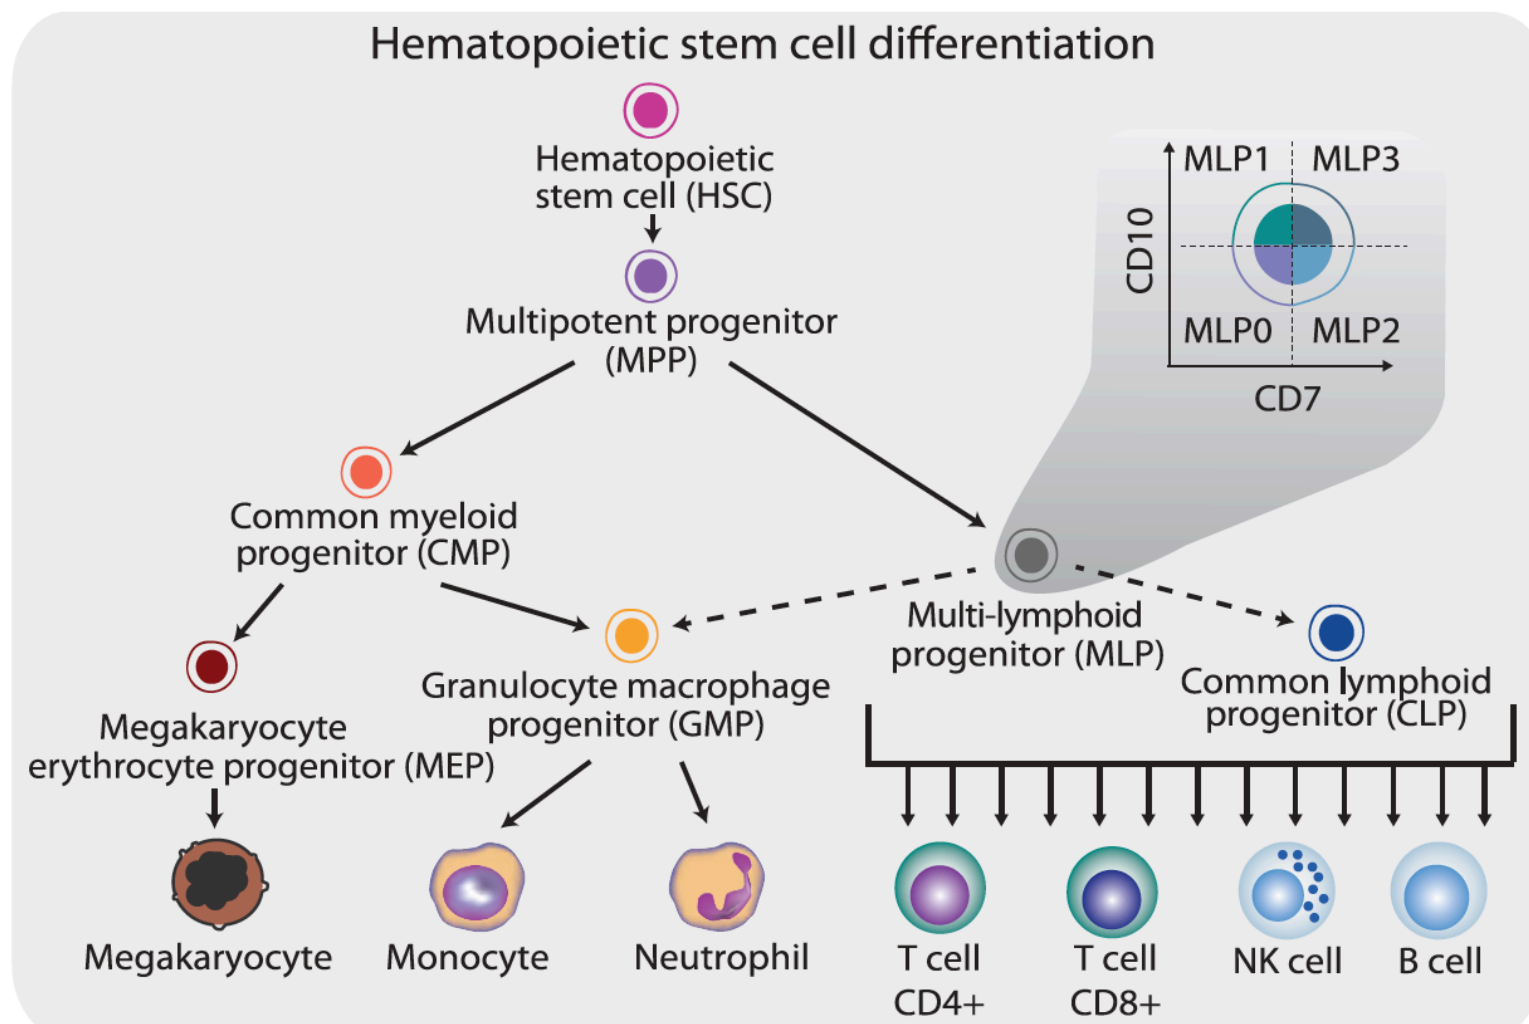 Hematopoietic stem cell differentiation
Hematopoietic
stem cell (HSC)
Multipotent progenitor
(MPP)
MLP1
MLP3
CD10
MLP0
MLP2
CD7
Common myeloid
progenitor (CMP)
Multi-lymphoid
progenitor (MLP)
Granulocyte macrophage
progenitor (GMP)
Common lymphoid
progenitor (CLP)
Megakaryocyte
erythrocyte progenitor (MEP)
Megakaryocyte
Monocyte
Neutrophil
T cell
CD4+
T cell
CD8+
NK cell
B cell